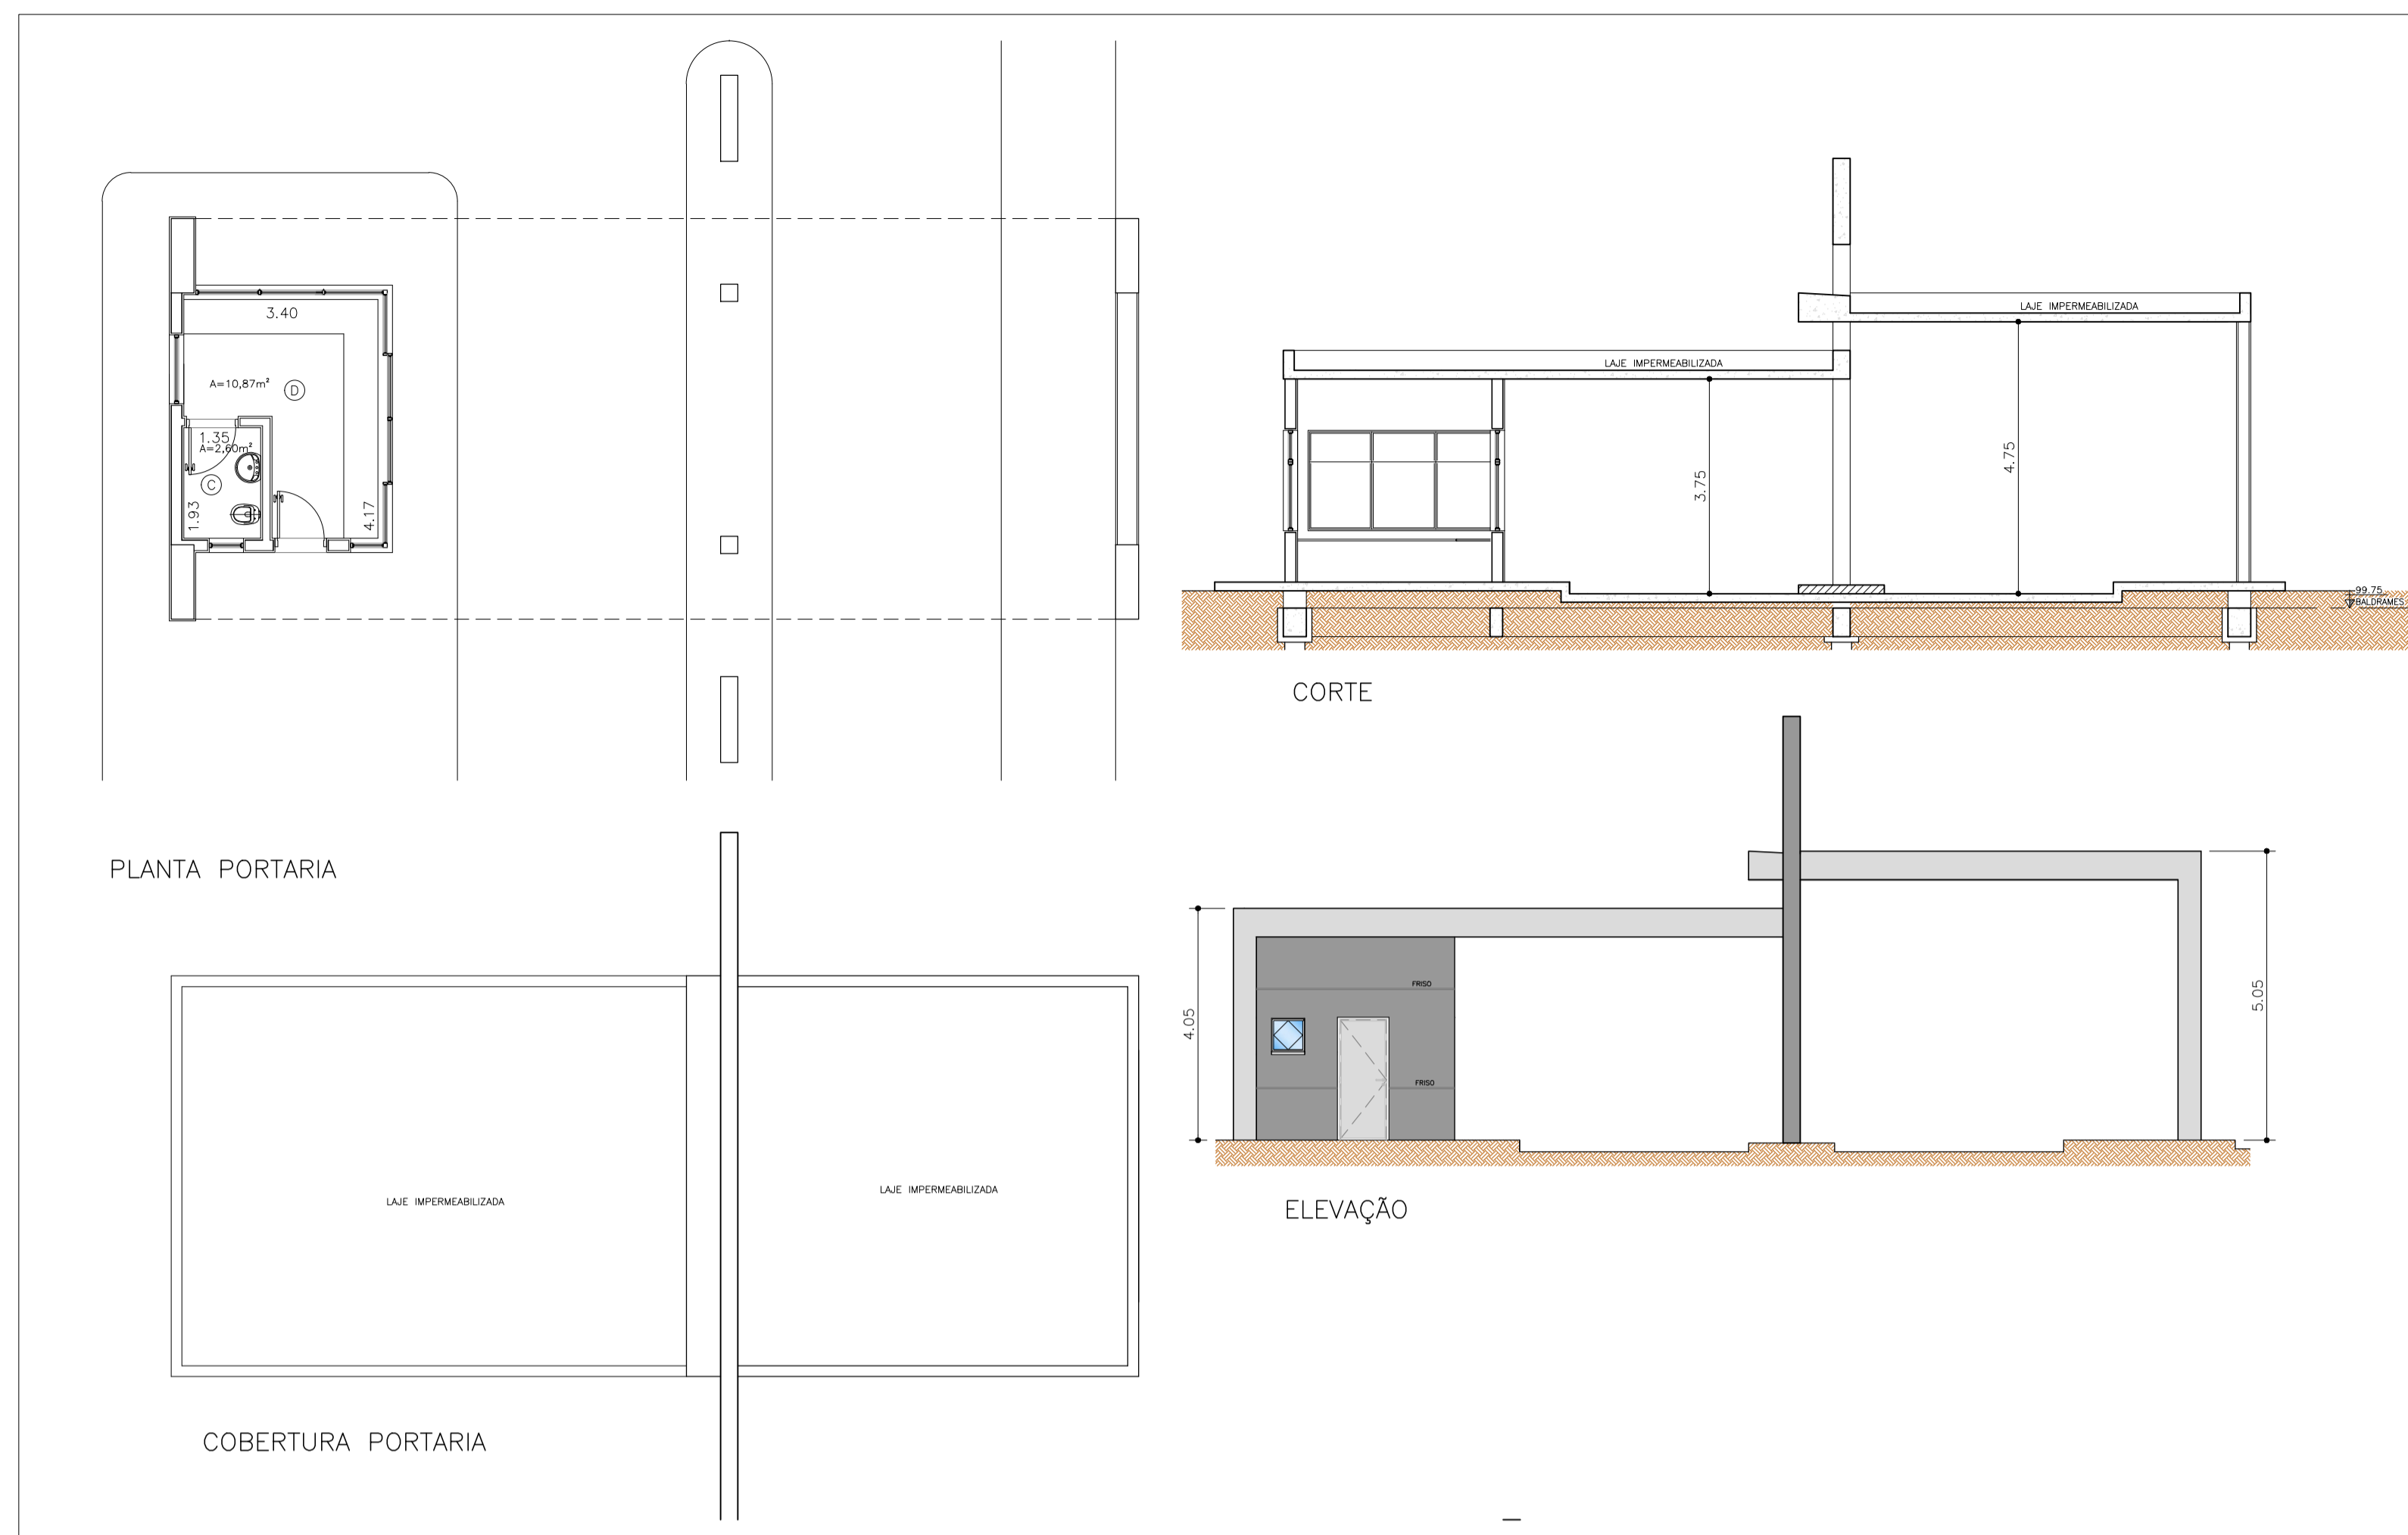 3.40
A=10,87m²
D
1.35
A=2,60m²
C
1.93
4.17
PLANTA PORTARIA
LAJE IMPERMEABILIZADA
LAJE IMPERMEABILIZADA
COBERTURA PORTARIA
LAJE IMPERMEABILIZADA
LAJE IMPERMEABILIZADA
3.75
4.75
99.75
BALDRAMES
CORTE
4.05
FRISO
FRISO
5.05
ELEVAÇÃO